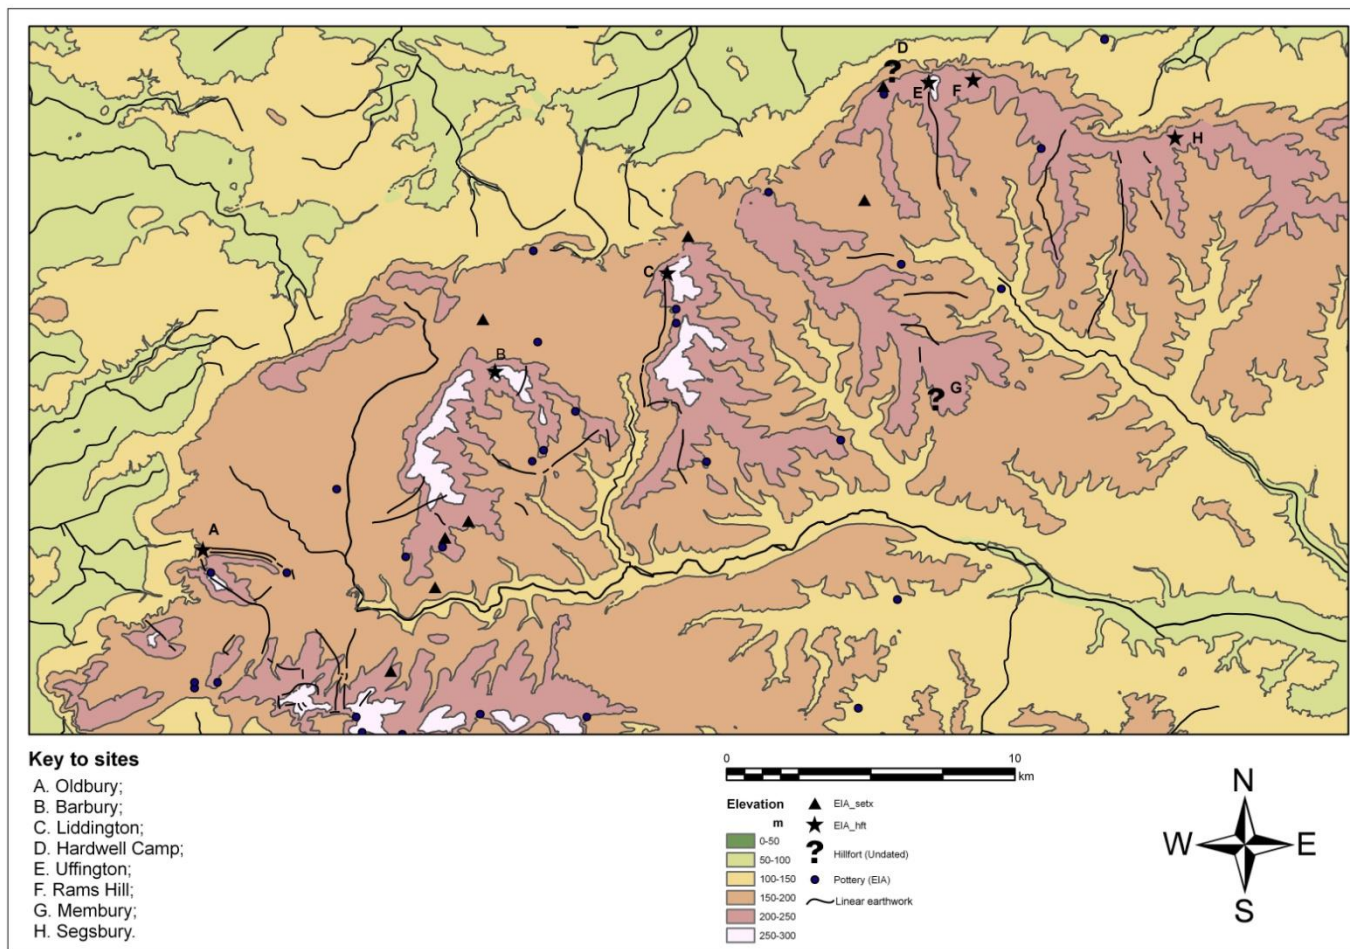 D
E
F
H
C
B
G
A
Key to sites
A. Oldbury;
B. Barbury;
C. Liddington;
D. Hardwell Camp;
E. Uffington;
F. Rams Hill;
G. Membury;
H. Segsbury.
0 10
km
Elevation
m
0-50
50-100
100-150
150-200
200-250
250-300
EIA_setx
EIA_hft
? Hillfort (Undated)
Pottery (EIA)
Linear earthwork
N
W E
S